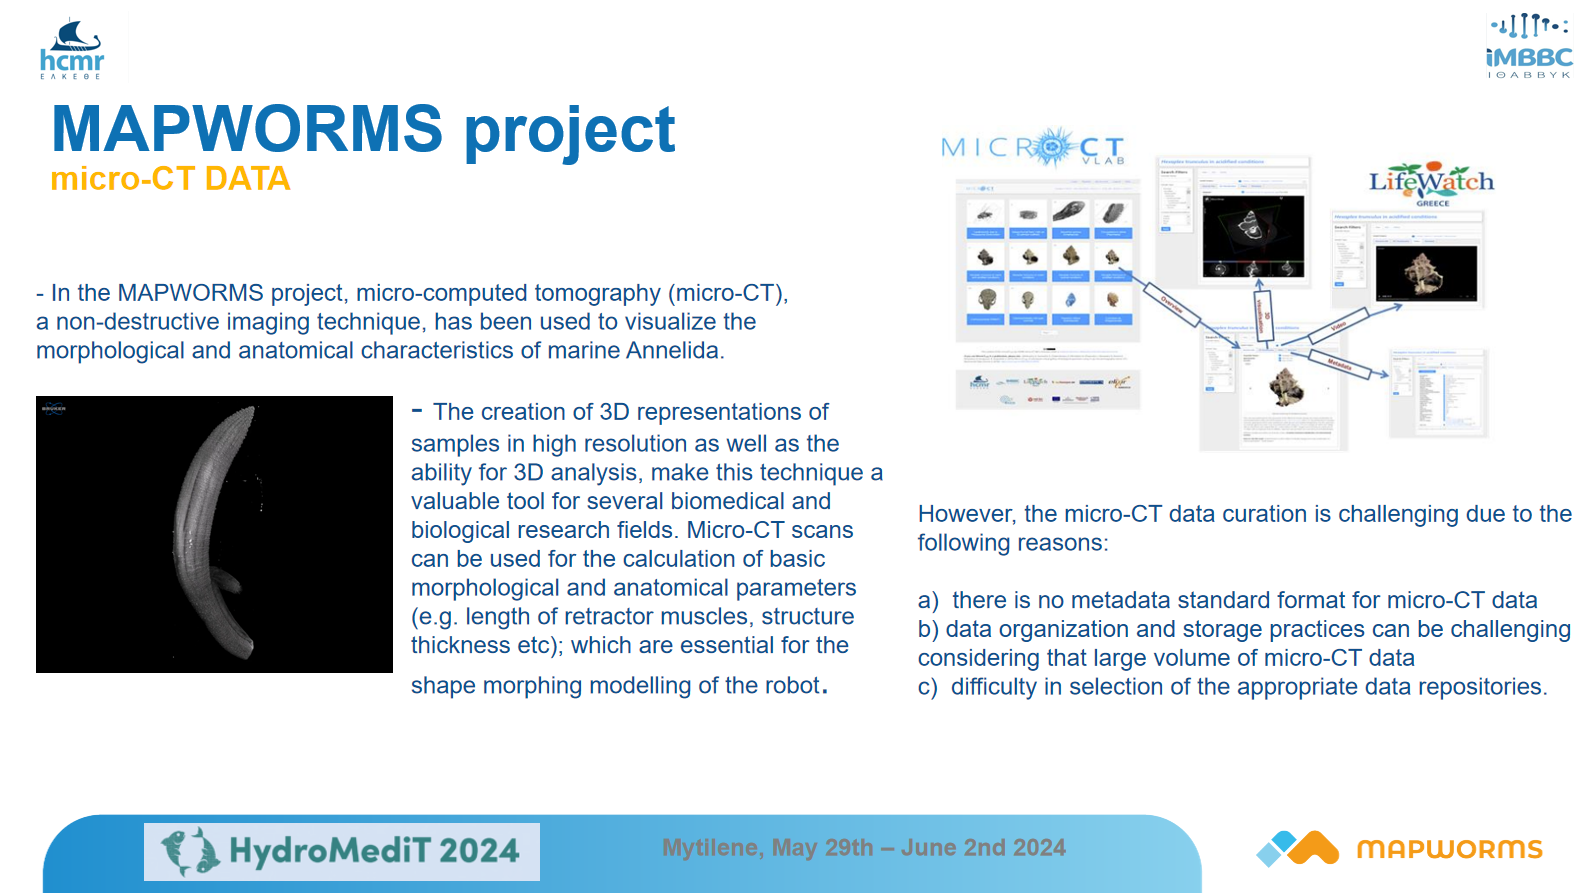 hcmr
ΕΛΚΕΘΕ
iMBBC
ΙΘΑΒΒΥΚ
MAPWORMS project
micro-CT DATA
- In the MAPWORMS project, micro-computed tomography (micro-CT),
a non-destructive imaging technique, has been used to visualize the
morphological and anatomical characteristics of marine Annelida.
BRUKER
- The creation of 3D representations of
samples in high resolution as well as the
ability for 3D analysis, make this technique a
valuable tool for several biomedical and
biological research fields. Micro-CT scans
can be used for the calculation of basic
morphological and anatomical parameters
(e.g. length of retractor muscles, structure
thickness etc); which are essential for the
shape morphing modelling of the robot.
MICROCT
VLAB
LifeWatch
GREECE
Search Filters
Search Filters
Overview
3D
visualisation
Video
Metadata
However, the micro-CT data curation is challenging due to the
following reasons:
a) there is no metadata standard format for micro-CT data
b) data organization and storage practices can be challenging
considering that large volume of micro-CT data
c) difficulty in selection of the appropriate data repositories.
HydroMediT 2024
Mytilene, May 29th – June 2nd 2024
MAPWORMS